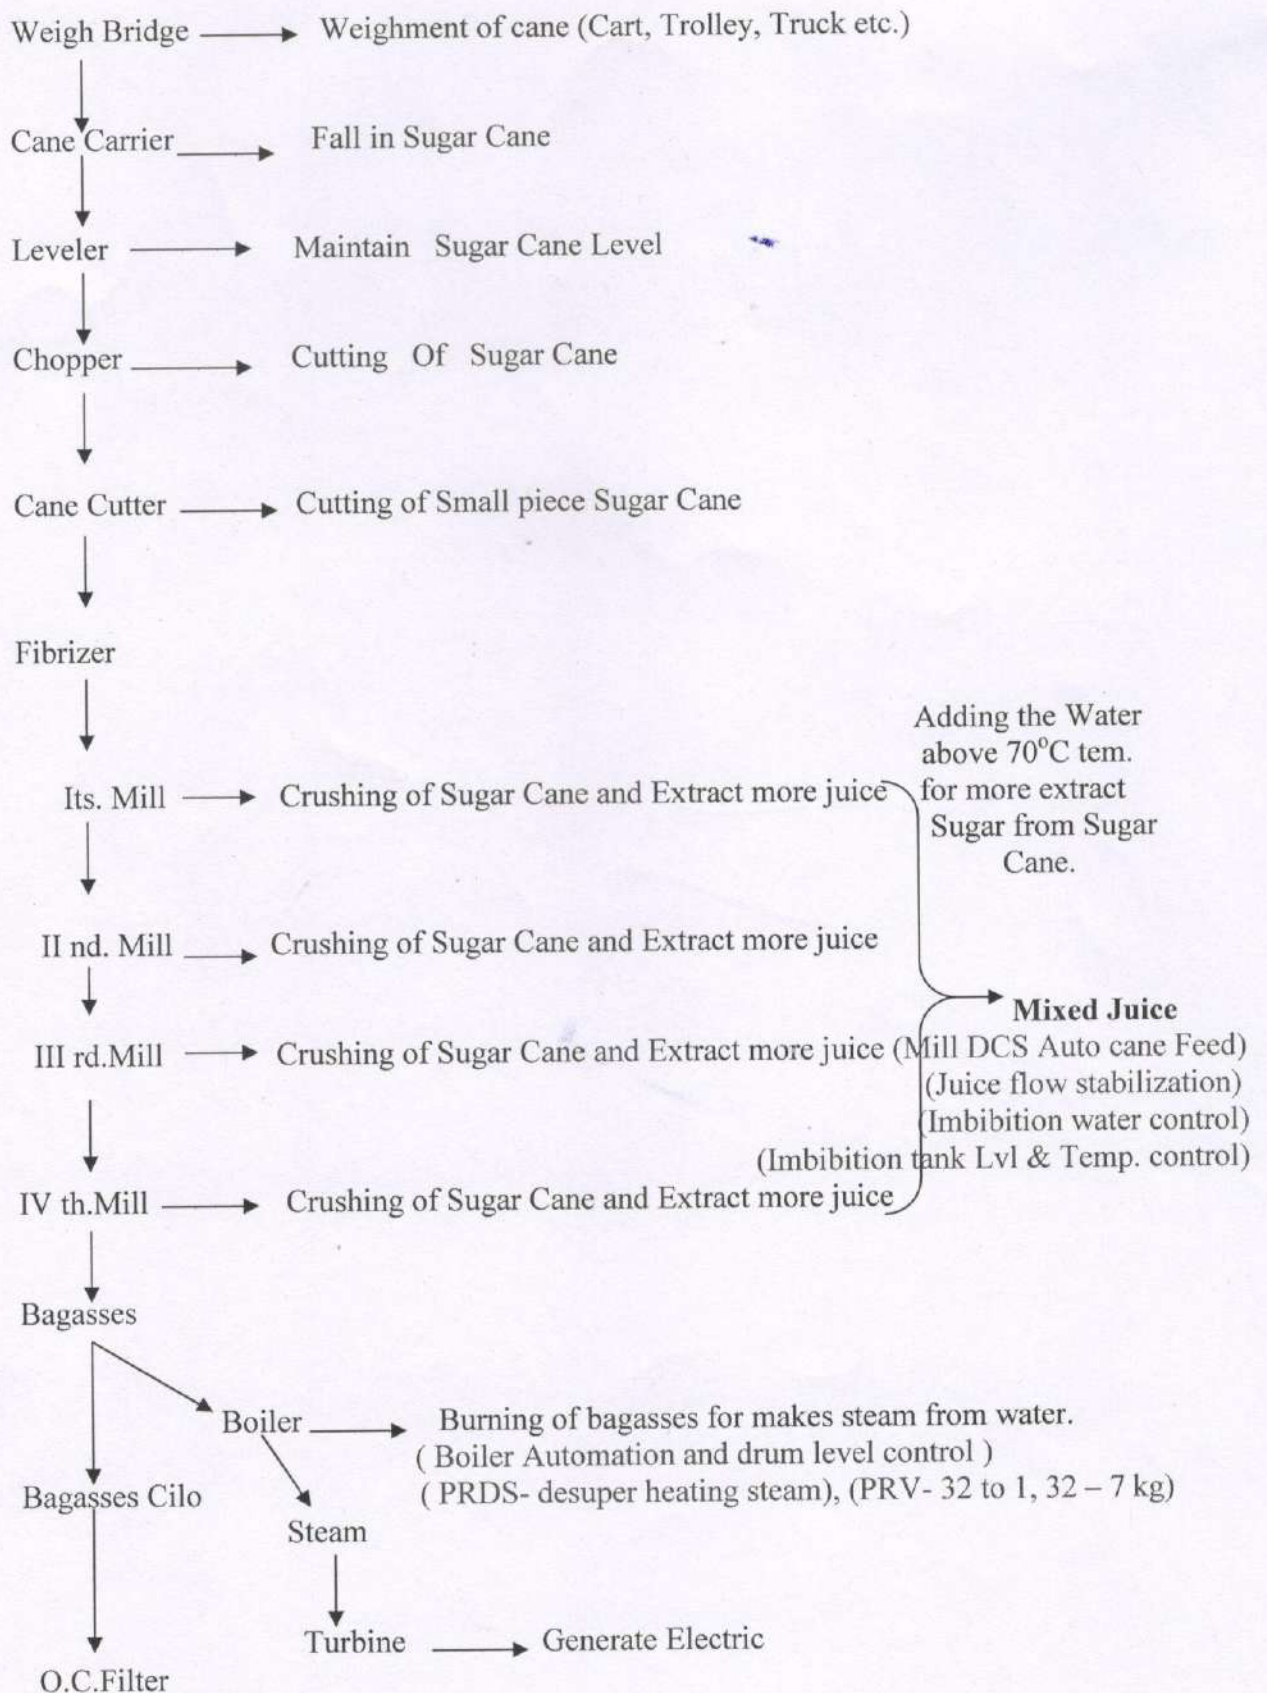 Weigh Bridge Weighment of cane (Cart, Trolley, Truck etc.)
Cane Carrier Fall in Sugar Cane
Leveler Maintain Sugar Cane Level
Chopper Cutting Of Sugar Cane
Cane Cutter Cutting of Small piece Sugar Cane
Fibrizer
Adding the Water
above 70°C tem.
for more extract
Sugar from Sugar
Cane.
Its. Mill Crushing of Sugar Cane and Extract more juice
II nd. Mill Crushing of Sugar Cane and Extract more juice
Mixed Juice
III rd.Mill Crushing of Sugar Cane and Extract more juice (Mill DCS Auto cane Feed)
(Juice flow stabilization)
(Imbibition water control)
(Imbibition tank Lvl & Temp. control)
IV th.Mill Crushing of Sugar Cane and Extract more juice
Bagasses
Boiler Burning of bagasses for makes steam from water.
( Boiler Automation and drum level control )
Bagasses Cilo ( PRDS- desuper heating steam), (PRV- 32 to 1, 32 – 7 kg)
Steam
Turbine Generate Electric
O.C.Filter